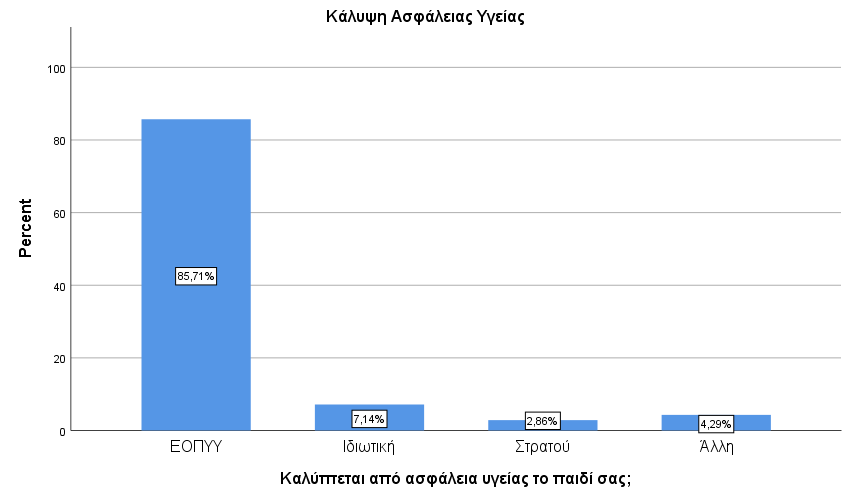 Κάλυψη Ασφάλειας Υγείας
Percent
100
80
60
40
20
0
85,71%
7,14%
2,86%
4,29%
ΕΟΠΥΥ
Ιδιωτική
Στρατού
Άλλη
Καλύπτεται από ασφάλεια υγείας το παιδί σας;